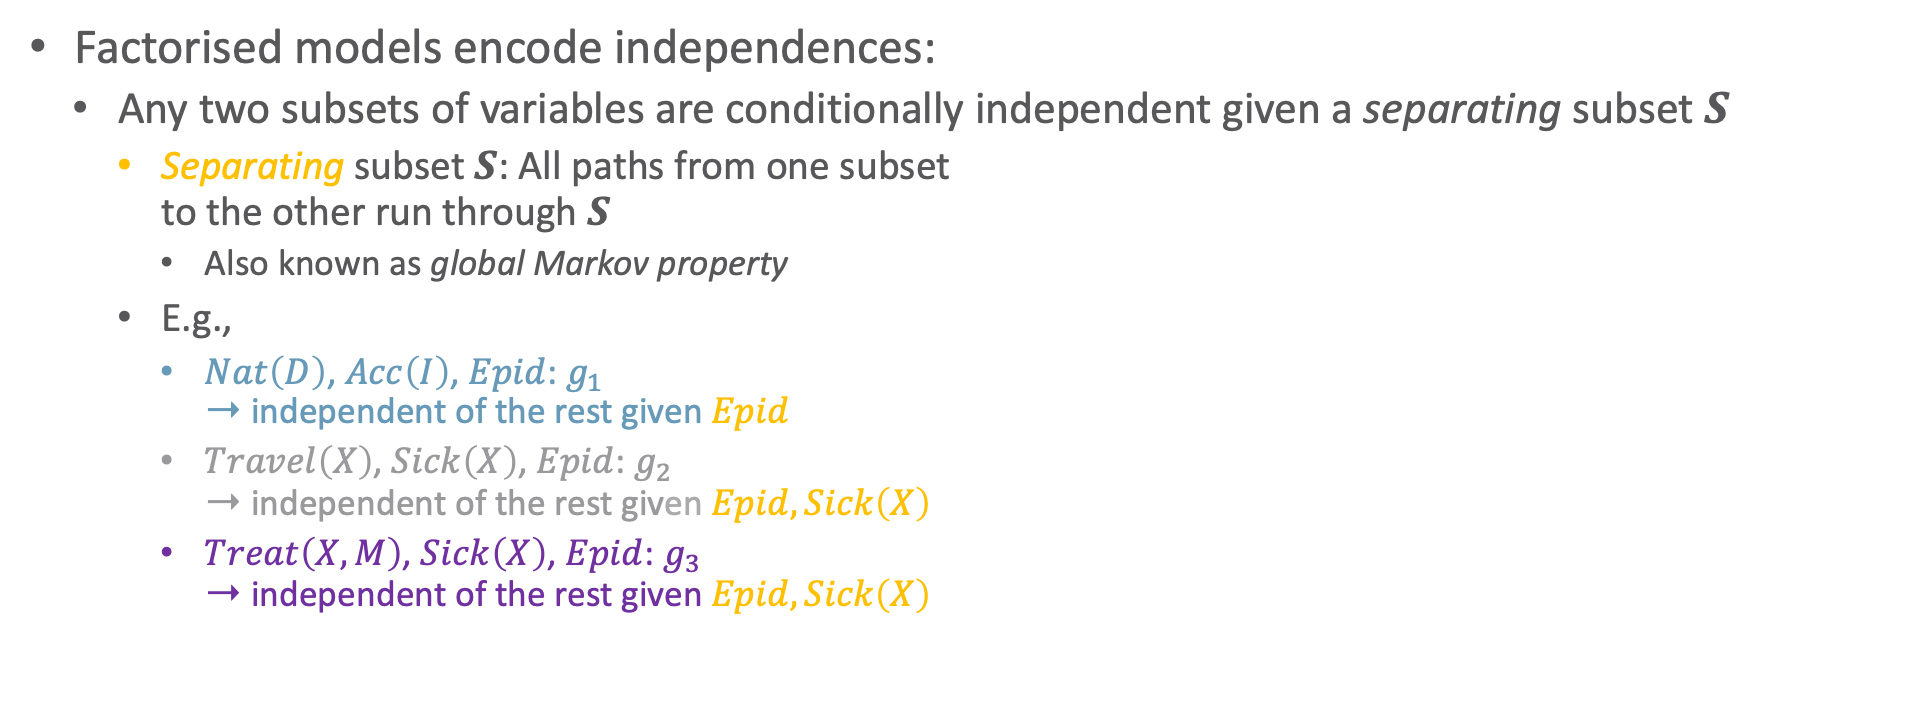 • Factorised models encode independences:
• Any two subsets of variables are conditionally independent given a separating subset S
• Separating subset S: All paths from one subset
to the other run through S
• Also known as global Markov property
• E.g.,
• Nat(D), Acc(I), Epid: g₁
→ independent of the rest given Epid
• Travel(X), Sick(X), Epid: g₂
→ independent of the rest given Epid, Sick(X)
• Treat(X, M), Sick(X), Epid: g₃
→ independent of the rest given Epid, Sick(X)